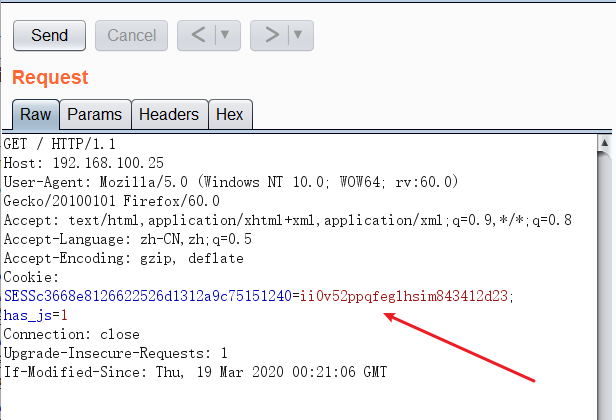 Send Cancel < ▼ > ▼
Request
Raw Params Headers Hex
GET / HTTP/1.1
Host: 192.168.100.25
User-Agent: Mozilla/5.0 (Windows NT 10.0; WOW64; rv:60.0)
Gecko/20100101 Firefox/60.0
Accept: text/html,application/xhtml+xml,application/xml;q=0.9,*/*;q=0.8
Accept-Language: zh-CN,zh;q=0.5
Accept-Encoding: gzip, deflate
Cookie:
SESSc3668e8126622526d1312a9c75151240=ii0v52ppqfeg1hsim843412d23;
has_js=1
Connection: close
Upgrade-Insecure-Requests: 1
If-Modified-Since: Thu, 19 Mar 2020 00:21:06 GMT